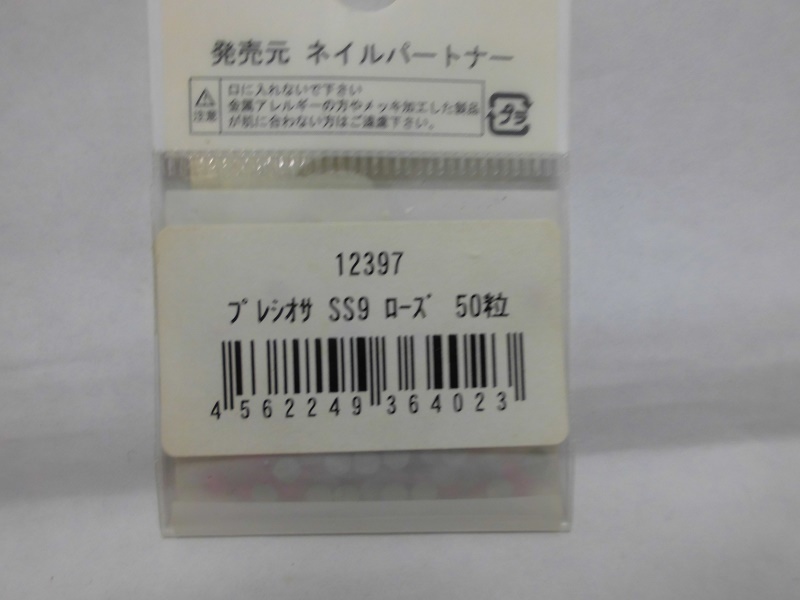 発売元 ネイルパートナー
注意
口に入れないで下さい
金属アレルギーの方やメッキ加工した製品
が肌に合わない方はご遠慮下さい。
プラ
12397
プレシオサ SS9 ローズ 50粒
4562249364023